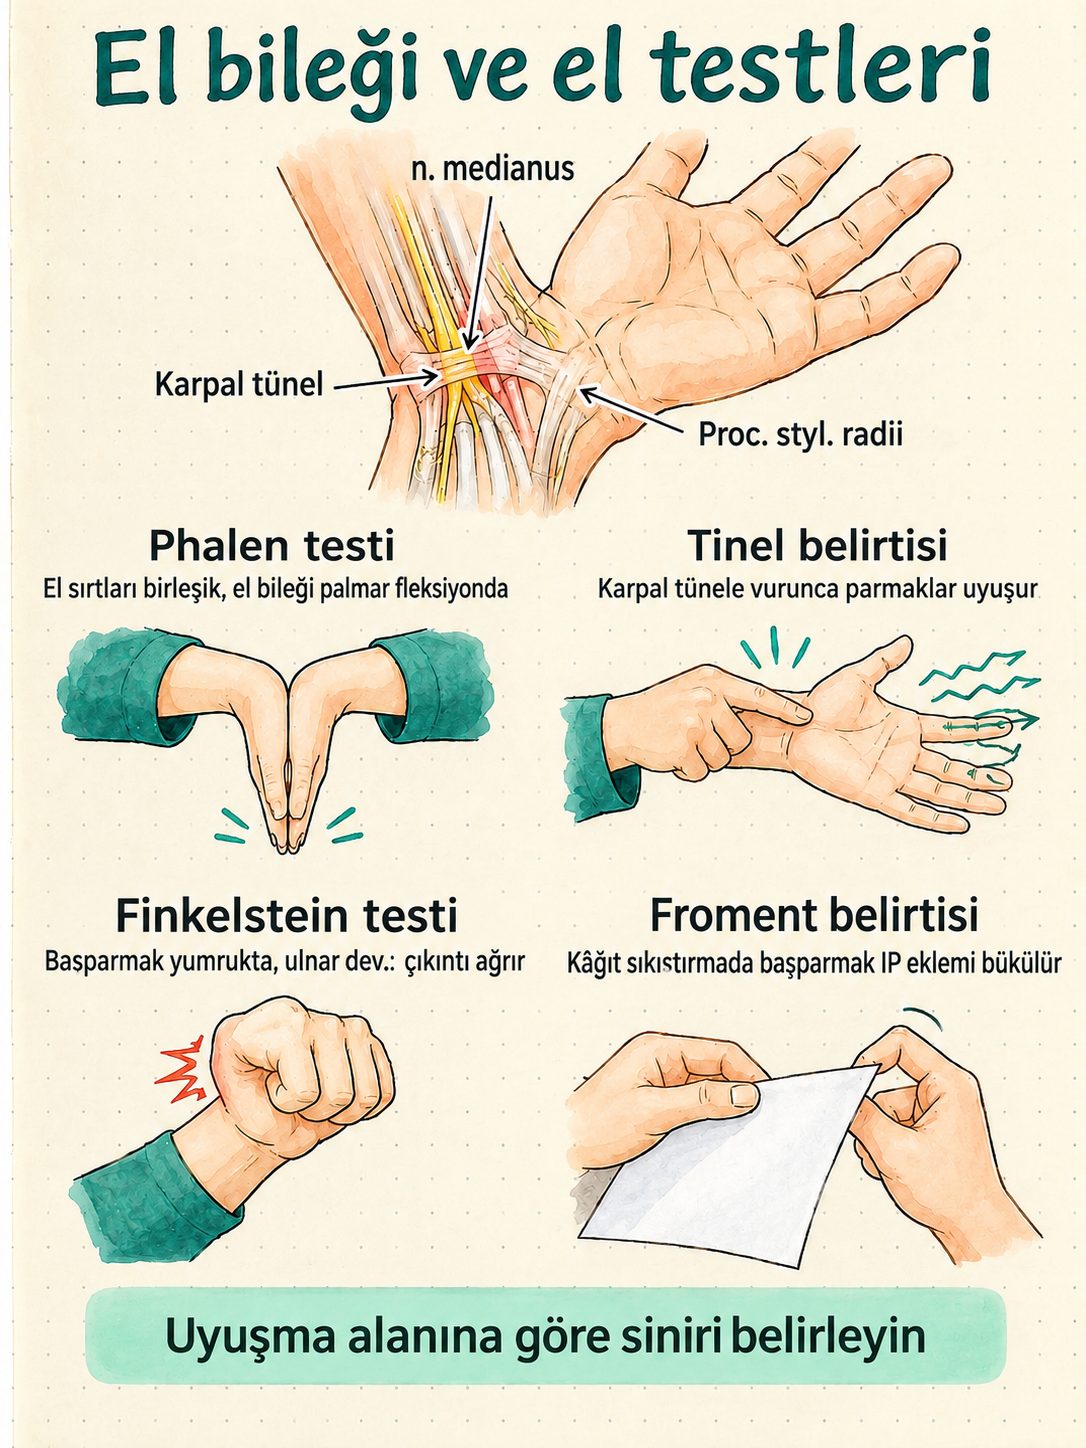 El bileği ve el testleri
n. medianus
Karpal tünel
Proc. styl. radii
Phalen testi
El sırtları birleşik, el bileği palmar fleksiyonda
Tinel belirtisi
Karpal tünele vurunca parmaklar uyuşur
Finkelstein testi
Başparmak yumrukta, ulnar dev.: çıkıntı ağrır
Froment belirtisi
Kâğıt sıkıstırmada başparmak IP eklemi bükülür
Uyuşma alanına göre siniri belirleyin